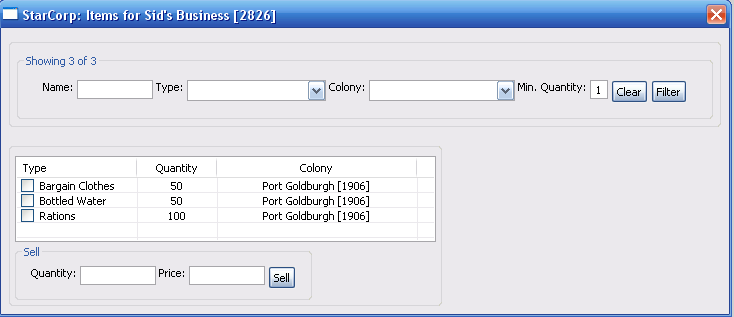 StarCorp: Items for Sid's Business [2826]
Showing 3 of 3
Name: Type: Colony: Min. Quantity: 1 Clear Filter
Type Quantity Colony
Bargain Clothes 50 Port Goldburgh [1906]
Bottled Water 50 Port Goldburgh [1906]
Rations 100 Port Goldburgh [1906]
Sell
Quantity: Price: Sell